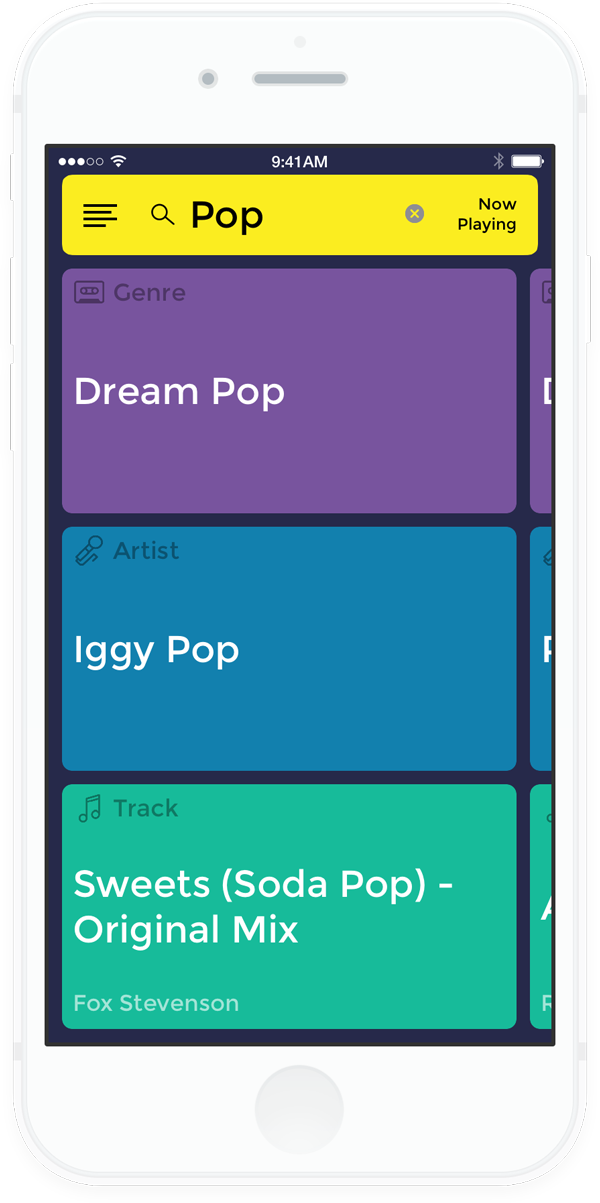 9:41AM
Pop
Now
Playing
Genre
Dream Pop
Artist
Iggy Pop
Track
Sweets (Soda Pop) -
Original Mix
Fox Stevenson